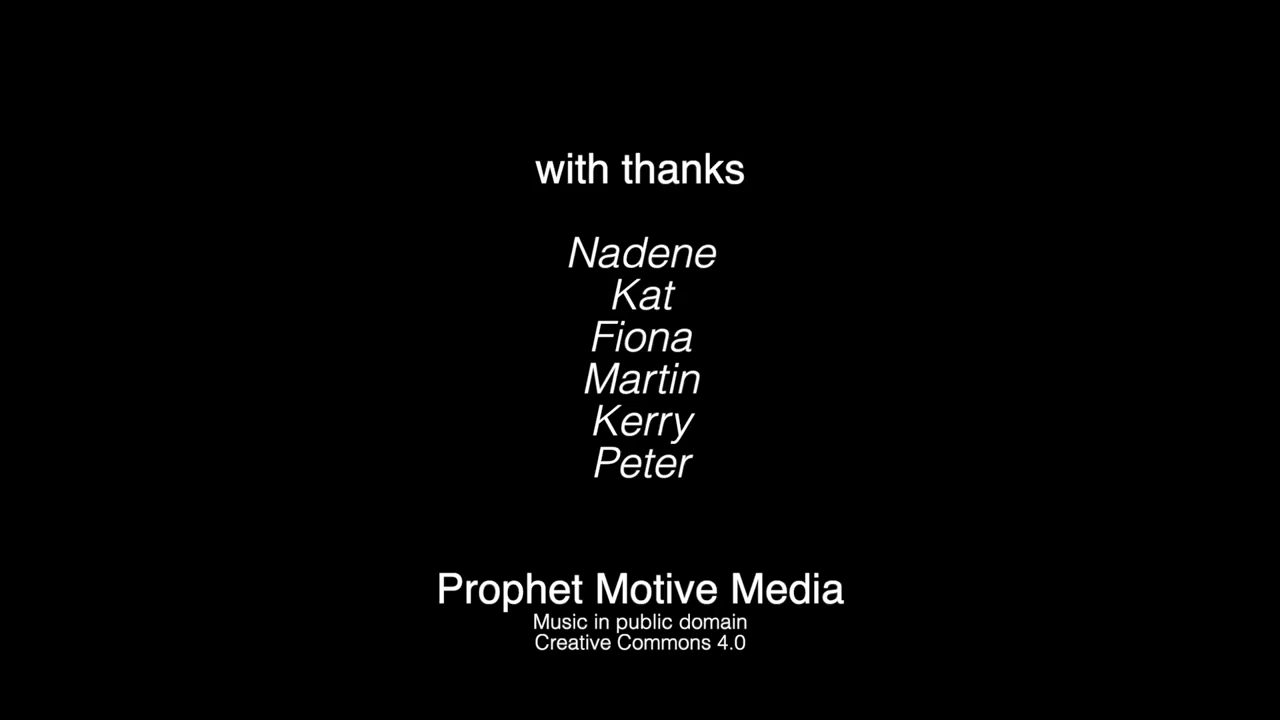 with thanks
Nadene
Kat
Fiona
Martin
Kerry
Peter
Prophet Motive Media
Music in public domain
Creative Commons 4.0